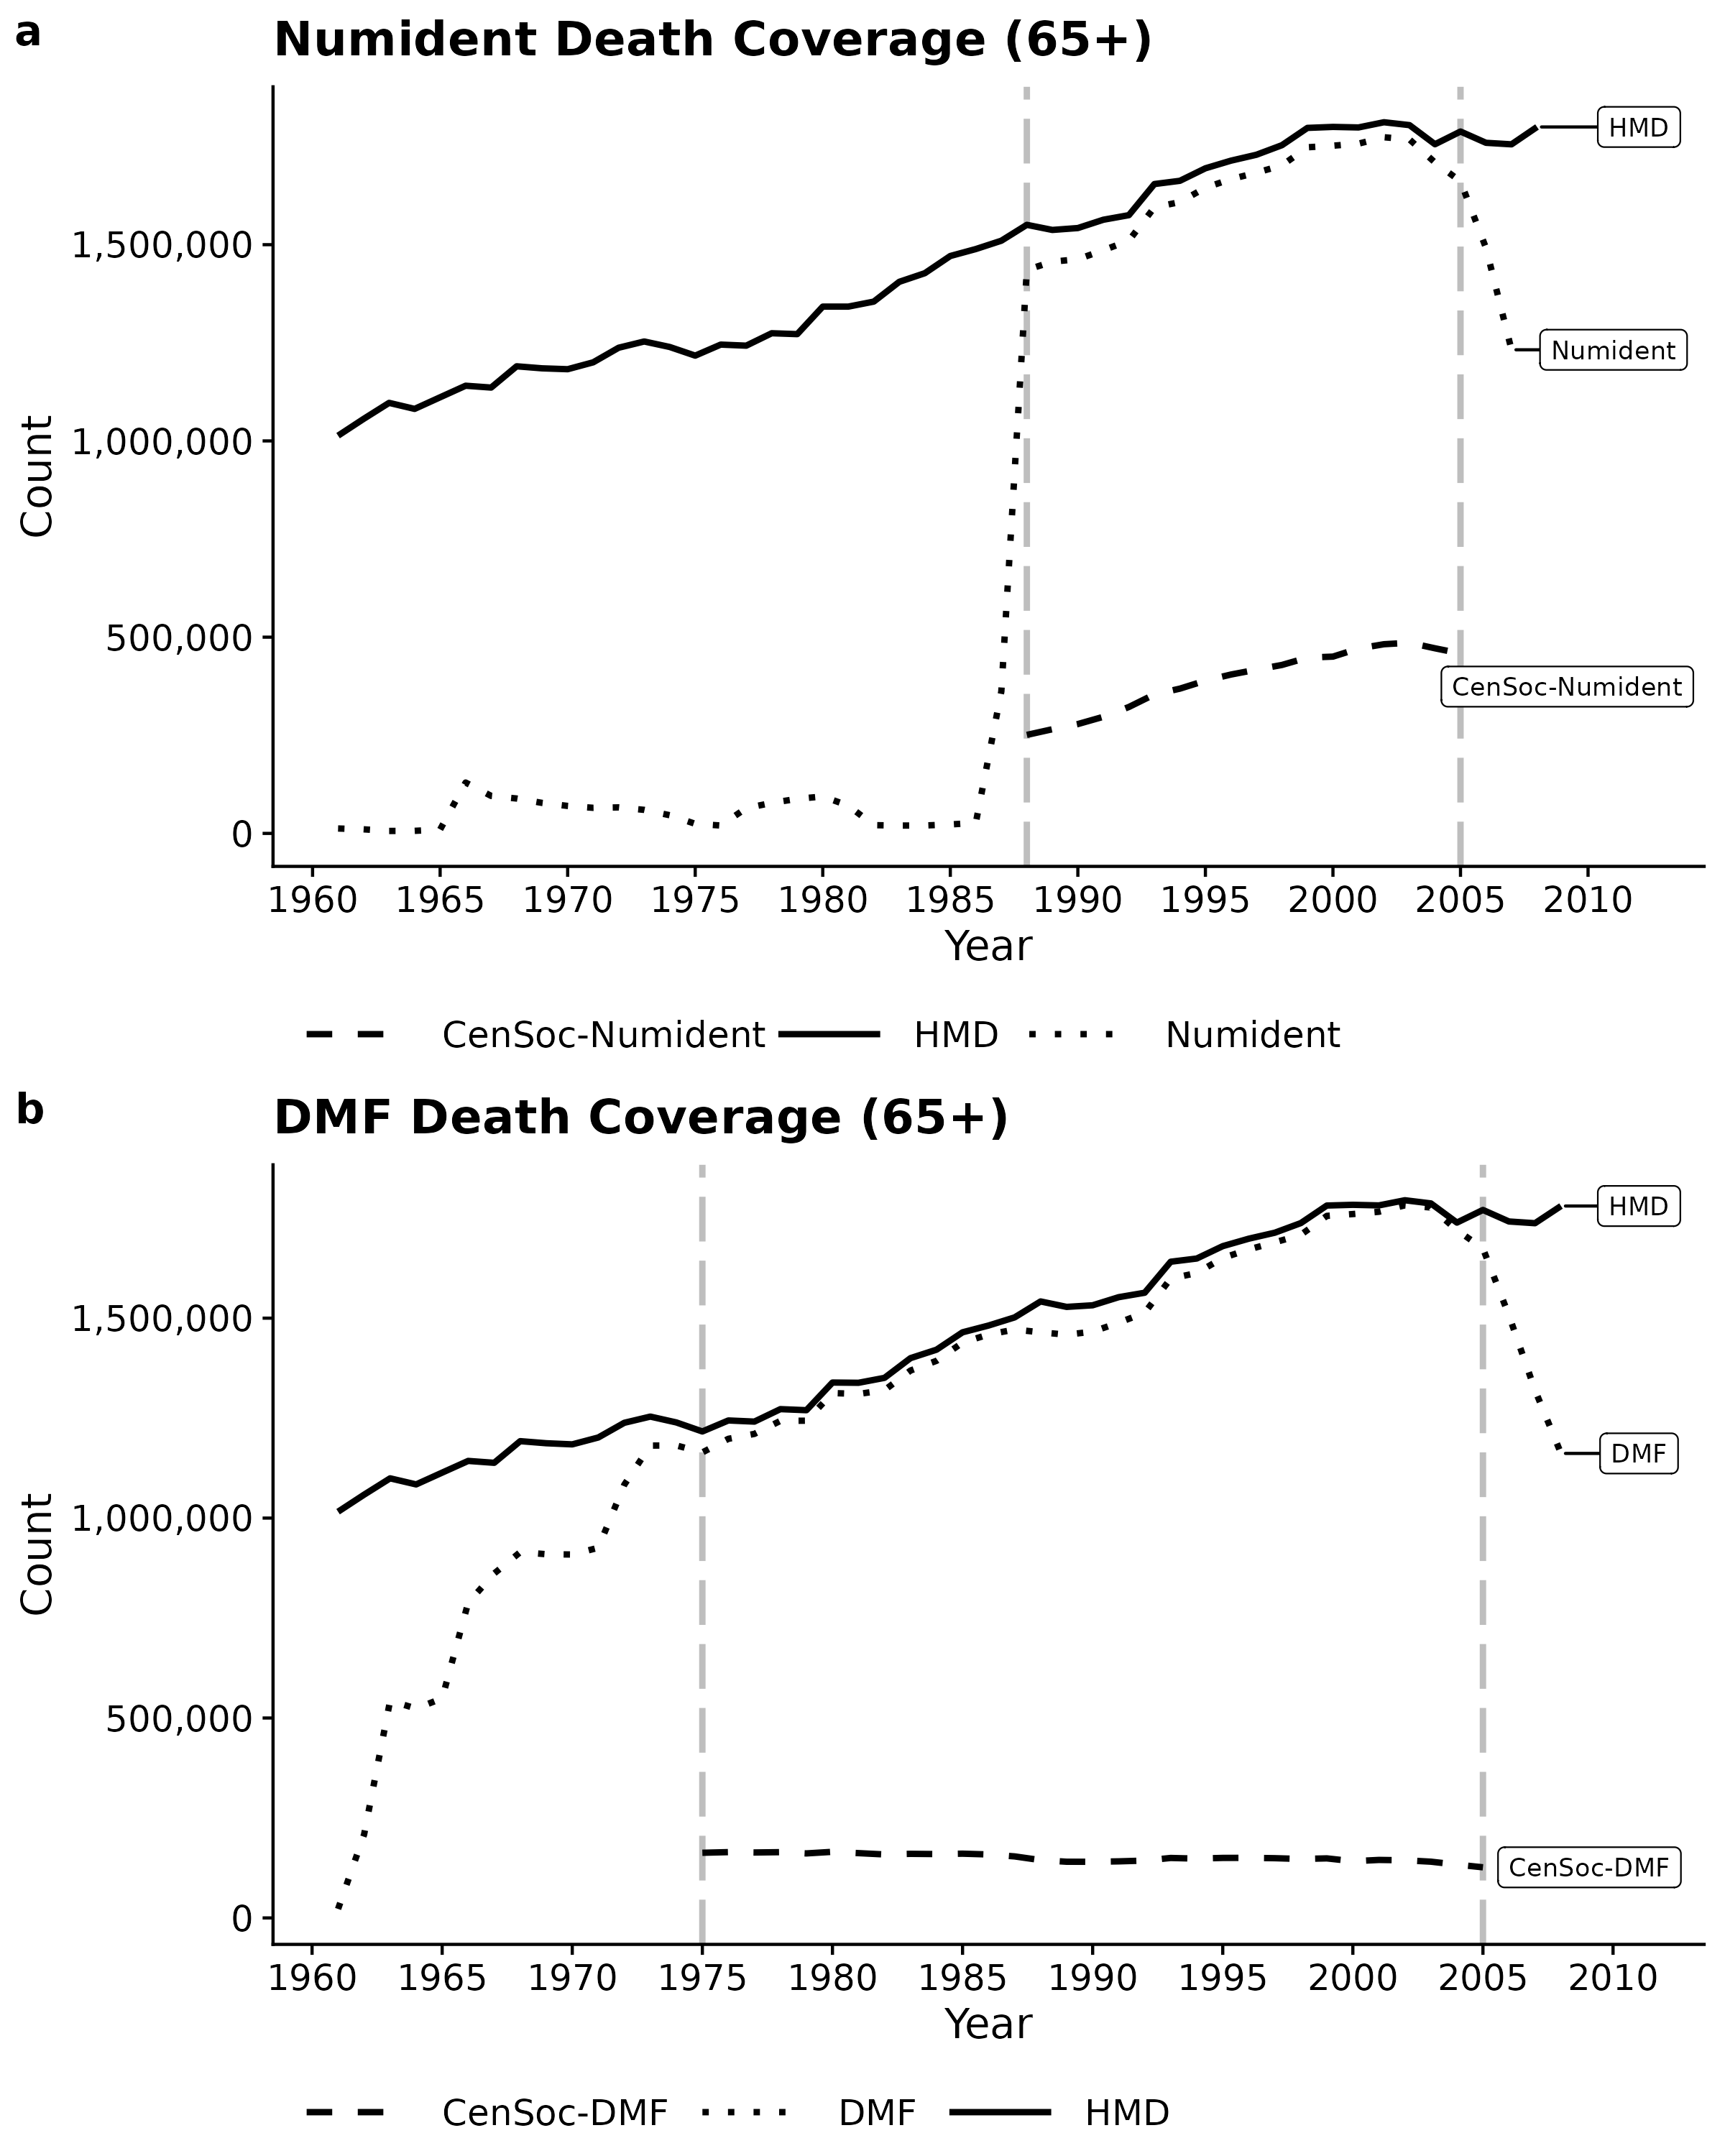 a
Numident Death Coverage (65+)
HMD
1,500,000
Numident
1,000,000
Count
500,000
CenSoc-Numident
0
1960 1965 1970 1975 1980 1985 1990 1995 2000 2005 2010
Year
CenSoc-Numident HMD Numident
b
DMF Death Coverage (65+)
HMD
1,500,000
DMF
1,000,000
Count
500,000
CenSoc-DMF
0
1960 1965 1970 1975 1980 1985 1990 1995 2000 2005 2010
Year
CenSoc-DMF DMF HMD